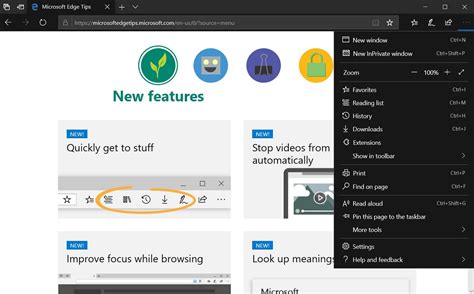 Microsoft Edge Tips
https://microsoftedgetips.microsoft.com/en-us/0/?source=menu
New features
NEW!
Quickly get to stuff
NEW!
Stop videos from
automatically
NEW!
Improve focus while browsing
NEW!
Look up meanings
Microsoft
New window Ctrl+N
New InPrivate window Ctrl+Shift+P
Zoom - 100% +
Favorites Ctrl+I
Reading list Ctrl+M
History Ctrl+H
Downloads Ctrl+J
Extensions
Show in toolbar
Print Ctrl+P
Find on page Ctrl+F
Read aloud Ctrl+Shift+G
Pin this page to the taskbar
More tools
Settings
Help and feedback